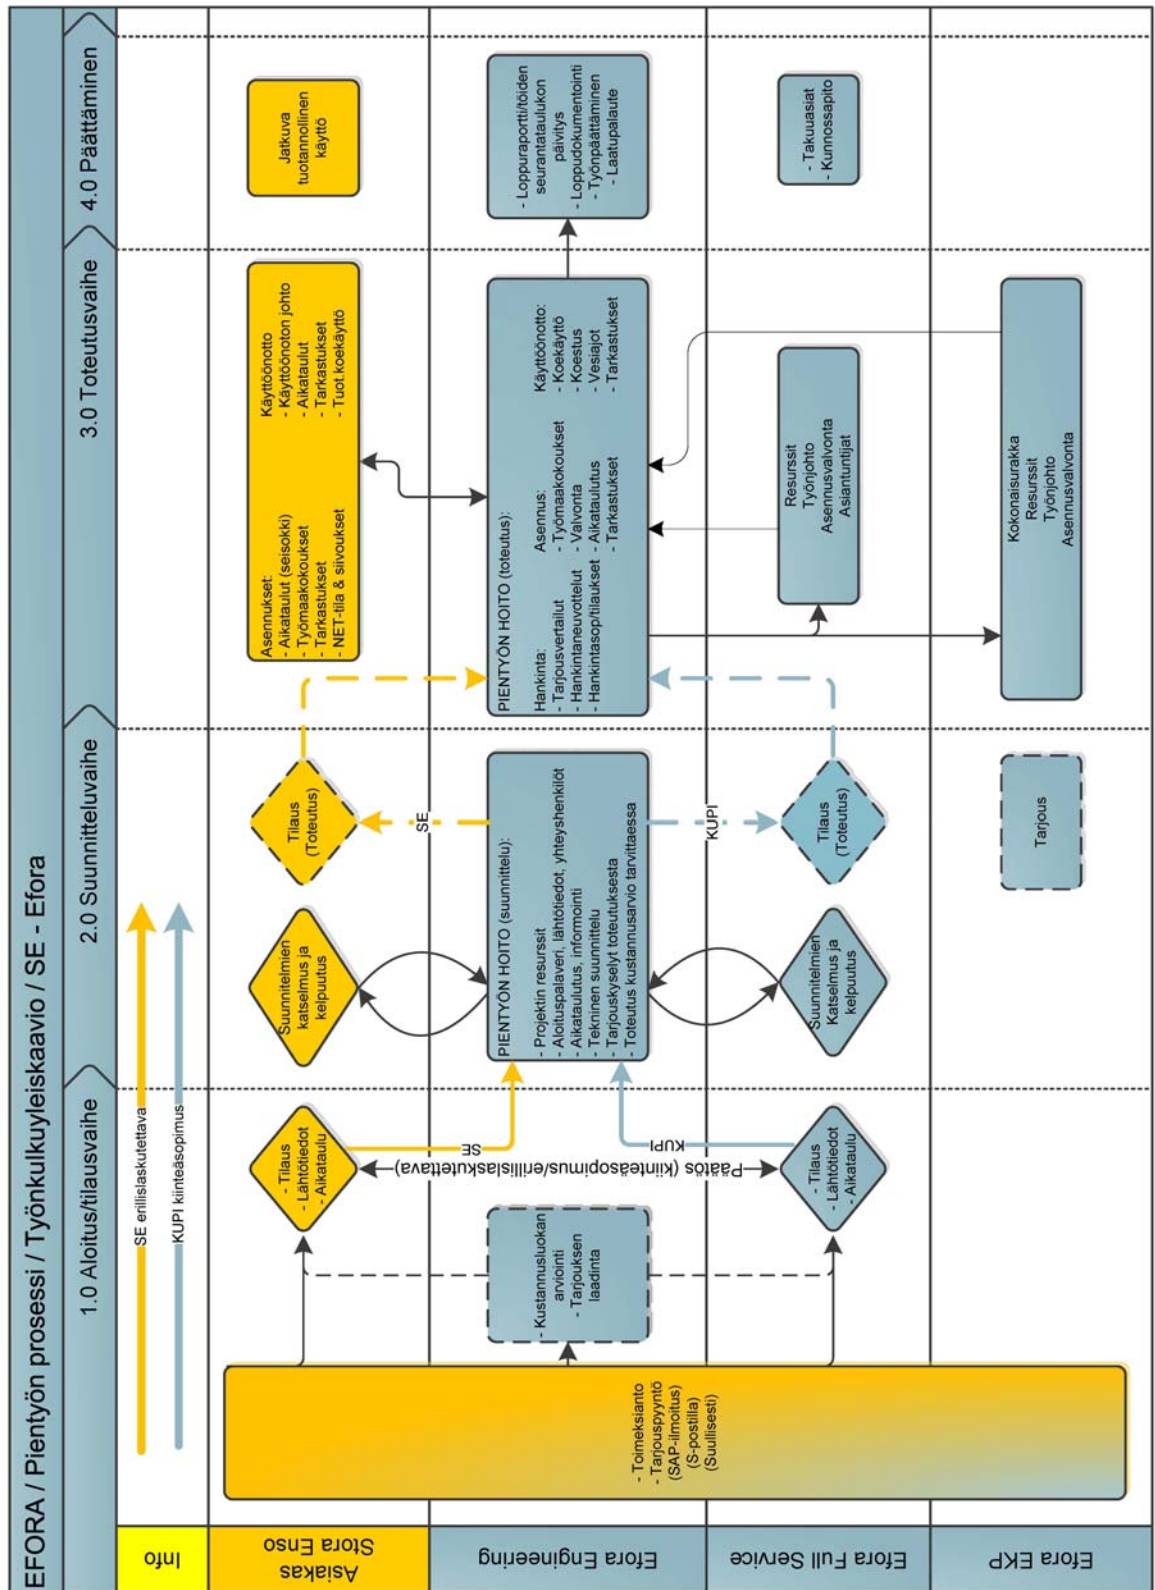 EFORA / Pientyön prosessi / Työnkulkuyleiskaavio / SE - Efora
1.0 Aloitus/tilausvaihe
2.0 Suunnitteluvaihe
3.0 Toteutusvaihe
4.0 Päättäminen
Info
SE erillislaskutettava
KUPI kiinteäsopimus
Asiakas
Stora Enso
- Tilaus
- Lähtötiedot
- Aikataulu
Suunnitelmien
katselmus ja
kelpuutus
Tilaus
(Toteutus)
Asennukset:
- Aikataulut (seisokki)
- Työmaakokoukset
- Tarkastukset
- NET-tila & siivoukset
Käyttöönotto
- Käyttöönoton johto
- Aikataulut
- Tarkastukset
- Tuot.koekäyttö
Jatkuva
tuotannollinen
käyttö
Efora Engineering
- Toimeksianto
- Tarjouspyyntö
(SAP-ilmoitus)
(S-postilla)
(Suullisesti)
- Kustannusluokan
arviointi
- Tarjouksen
laadinta
Päätös (kiinteäsopimus/erillislaskutettava)
SE
KUPI
PIENTYÖN HOITO (suunnittelu):
- Projektin resurssit
- Aloituspalaveri, lähtötiedot, yhteyshenkilöt
- Aikataulutus, informointi
- Tekninen suunnittelu
- Tarjouskyselyt toteutuksesta
- Toteutus kustannusarvio tarvittaessa
SE
KUPI
PIENTYÖN HOITO (toteutus):
Hankinta:
- Tarjousvertailut
- Hankintaneuvottelut
- Hankintasop/tilaukset
Asennus:
- Työmaakokoukset
- Valvonta
- Aikataulutus
- Tarkastukset
Käyttöönotto:
- Koekäyttö
- Koestus
- Vesiajot
- Tarkastukset
- Loppuraportti/töiden
seurantataulukon
päivitys
- Loppudokumentointi
- Työnpäättäminen
- Laatupalaute
Efora Full Service
- Tilaus
- Lähtötiedot
- Aikataulu
Suunnitelmien
Katselmus ja
kelpuutus
Tilaus
(Toteutus)
Resurssit
Työnjohto
Asennusvalvonta
Asiantuntijat
- Takuuasiat
- Kunnossapito
Efora EKP
Tarjous
Kokonaisurakka
Resurssit
Työnjohto
Asennusvalvonta